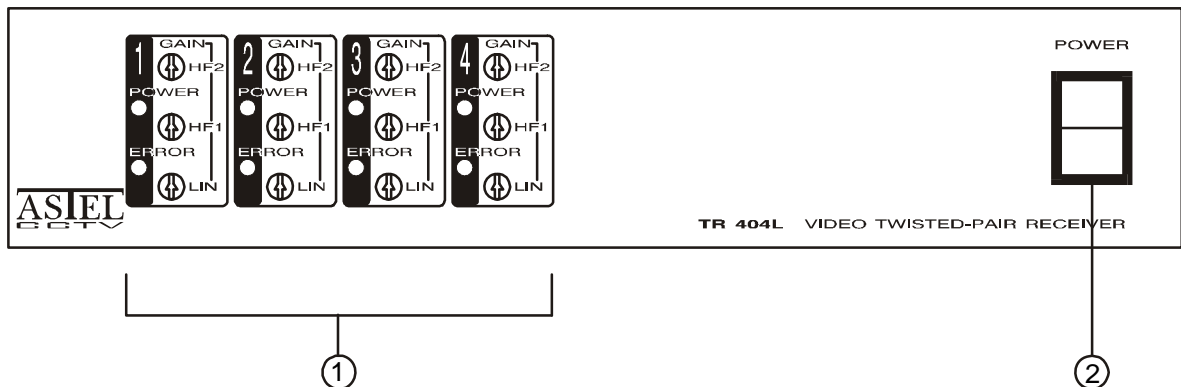 1 GAIN
HF2
POWER
HF1
ERROR
LIN
2 GAIN
HF2
POWER
HF1
ERROR
LIN
3 GAIN
HF2
POWER
HF1
ERROR
LIN
4 GAIN
HF2
POWER
HF1
ERROR
LIN
POWER
ASTEL
CCTV
TR 404L VIDEO TWISTED-PAIR RECEIVER
1
2